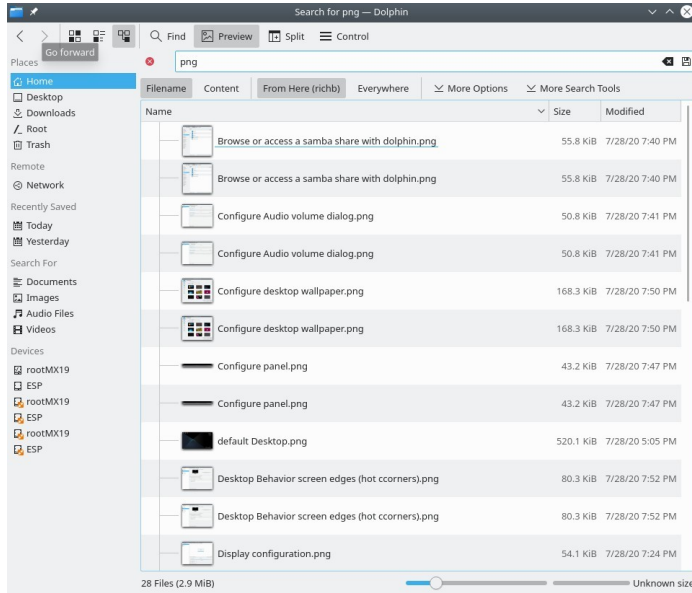 Search for png — Dolphin
Find Preview Split Control
Go forward
Places
png
Home
Desktop
Downloads
Root
Trash
Remote
Network
Recently Saved
Today
Yesterday
Search For
Documents
Images
Audio Files
Videos
Devices
rootMX19
ESP
rootMX19
ESP
rootMX19
ESP
Filename Content From Here (richb) Everywhere More Options More Search Tools
Name Size Modified
Browse or access a samba share with dolphin.png 55.8 KiB 7/28/20 7:40 PM
Browse or access a samba share with dolphin.png 55.8 KiB 7/28/20 7:40 PM
Configure Audio volume dialog.png 50.8 KiB 7/28/20 7:41 PM
Configure Audio volume dialog.png 50.8 KiB 7/28/20 7:41 PM
Configure desktop wallpaper.png 168.3 KiB 7/28/20 7:50 PM
Configure desktop wallpaper.png 168.3 KiB 7/28/20 7:50 PM
Configure panel.png 43.2 KiB 7/28/20 7:47 PM
Configure panel.png 43.2 KiB 7/28/20 7:47 PM
default Desktop.png 520.1 KiB 7/28/20 5:05 PM
Desktop Behavior screen edges (hot ccorners).png 80.3 KiB 7/28/20 7:52 PM
Desktop Behavior screen edges (hot ccorners).png 80.3 KiB 7/28/20 7:52 PM
Display configuration.png 54.1 KiB 7/28/20 7:24 PM
28 Files (2.9 MiB) Unknown size